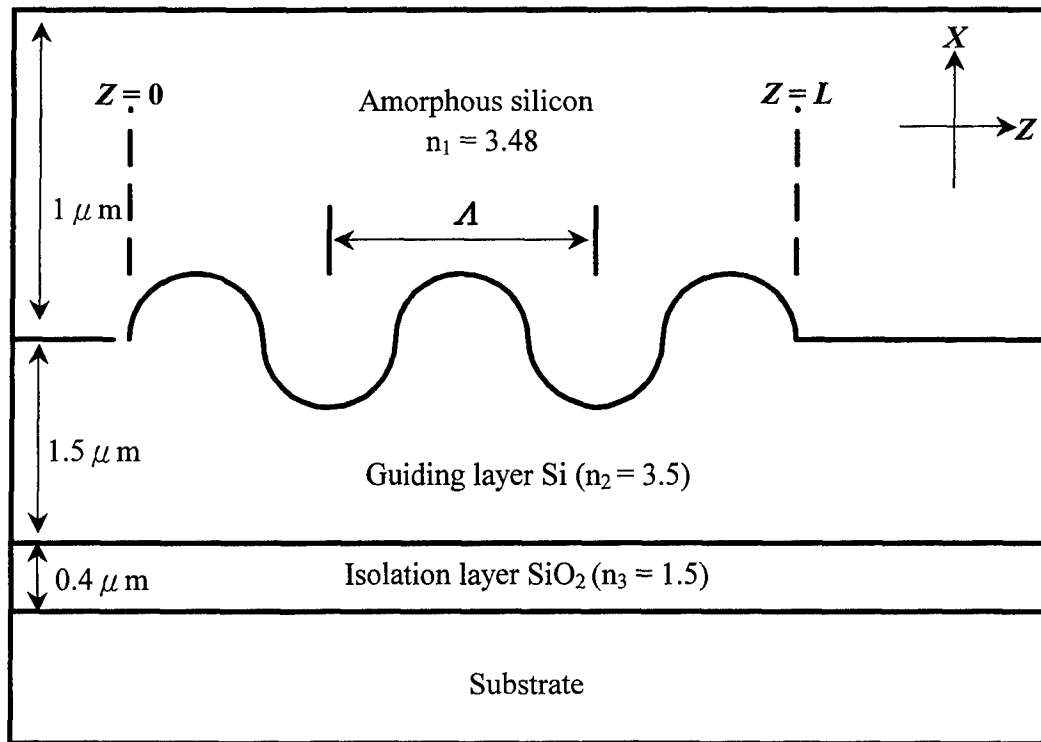 X
Z = 0
Amorphous silicon
n₁ = 3.48
Z = L
Z
1 μm
Λ
1.5 μm
Guiding layer Si (n₂ = 3.5)
0.4 μm
Isolation layer SiO₂ (n₃ = 1.5)
Substrate